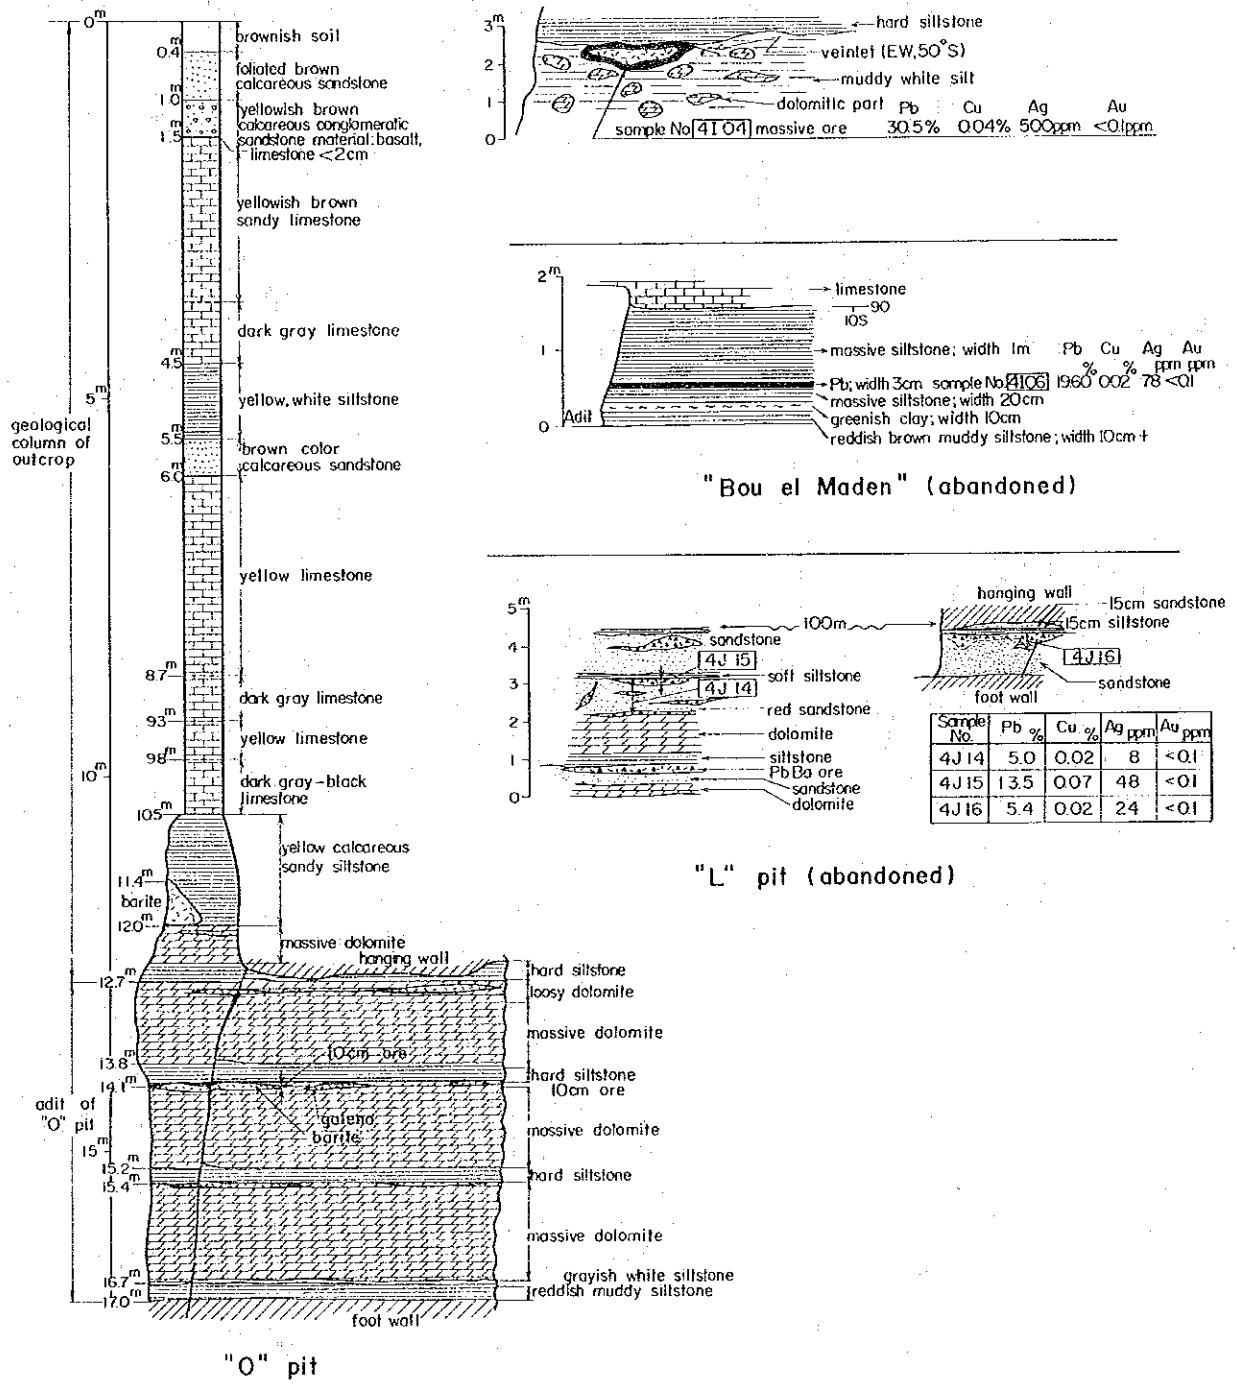 0m
brownish soil
0.4m
foliated brown
calcareous sandstone
1.0m
yellowish brown
calcareous conglomeratic
sandstone material: basalt,
limestone <2cm
1.5m
yellowish brown
sandy limestone
dark gray limestone
4.5m
5m
yellow, white siltstone
geological
column of
outcrop
5.5m
brown color
calcareous sandstone
6.0m
yellow limestone
8.7m
dark gray limestone
9.3m
yellow limestone
9.8m
10m
dark gray-black
limestone
10.5m
yellow calcareous
sandy siltstone
11.4m
barite
12.0m
massive dolomite
hanging wall
hard siltstone
12.7m
loosy dolomite
massive dolomite
10cm ore
13.8m
hard siltstone
14.1m
10cm ore
adit of
"O" pit
galena
barite
massive dolomite
15m
15.2m
hard siltstone
15.4m
massive dolomite
grayish white siltstone
16.7m
reddish muddy siltstone
17.0m
foot wall
"O" pit
3m
2
1
0
hard siltstone
veinlet (EW, 50°S)
muddy white silt
dolomitic part Pb Cu Ag Au
sample No 4I04 massive ore 30.5% 0.04% 500ppm <0.1ppm
2m
1
0
Adit
limestone
90
10S
massive siltstone; width 1m Pb % Cu % Ag ppm Au ppm
Pb; width 3cm sample No. 4I06 19.60 0.02 78 <0.1
massive siltstone; width 20cm
greenish clay; width 10cm
reddish brown muddy siltstone; width 10cm+
"Bou el Maden" (abandoned)
5m
4
3
2
1
0
100m
sandstone
4J15
soft siltstone
4J14
red sandstone
dolomite
siltstone
Pb Ba ore
sandstone
dolomite
hanging wall
15cm sandstone
15cm siltstone
4J16
sandstone
foot wall
Sample No. Pb % Cu % Ag ppm Au ppm
4J14 5.0 0.02 8 <0.1
4J15 13.5 0.07 48 <0.1
4J16 5.4 0.02 24 <0.1
"L" pit (abandoned)